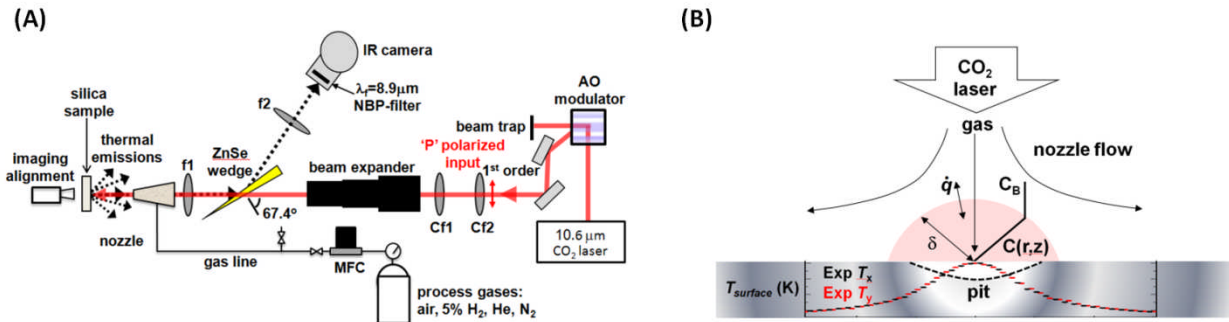 (A)
IR camera
λf=8.9μm
NBP-filter
f2
AO
modulator
silica
sample
beam trap
thermal
emissions
f1
ZnSe
wedge
'P' polarized
input
beam expander
1st order
imaging
alignment
67.4°
Cf1
Cf2
nozzle
10.6 μm
CO2 laser
gas line
MFC
process gases:
air, 5% H2, He, N2
(B)
CO2
laser
gas
nozzle flow
q̇
CB
δ
C(r,z)
Tsurface (K)
Exp Tx
Exp Ty
pit